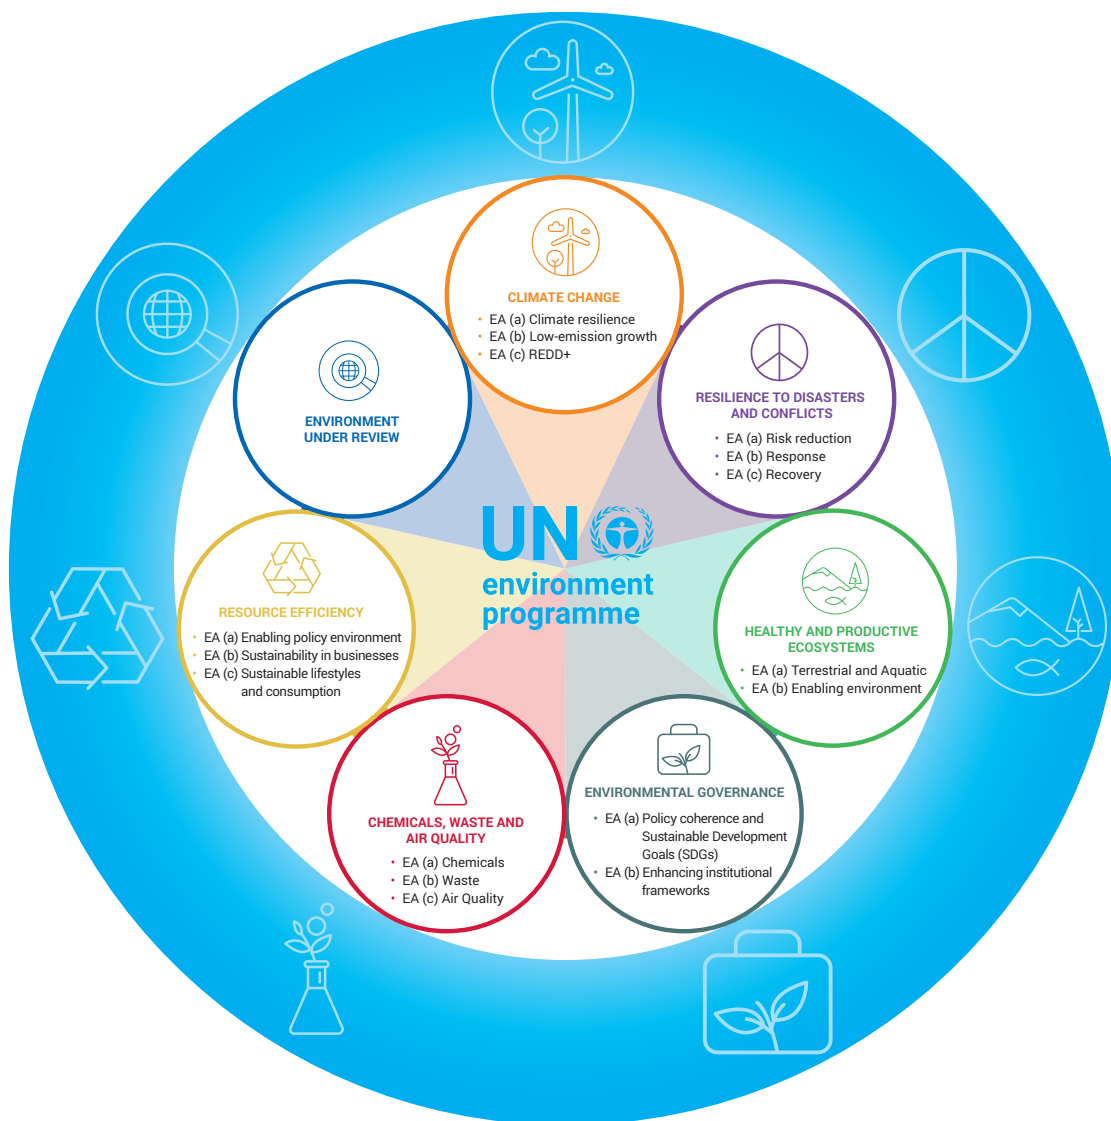 CLIMATE CHANGE
• EA (a) Climate resilience
• EA (b) Low-emission growth
• EA (c) REDD+
RESILIENCE TO DISASTERS
AND CONFLICTS
• EA (a) Risk reduction
• EA (b) Response
• EA (c) Recovery
ENVIRONMENT
UNDER REVIEW
UN
environment
programme
RESOURCE EFFICIENCY
• EA (a) Enabling policy environment
• EA (b) Sustainability in businesses
• EA (c) Sustainable lifestyles
and consumption
HEALTHY AND PRODUCTIVE
ECOSYSTEMS
• EA (a) Terrestrial and Aquatic
• EA (b) Enabling environment
CHEMICALS, WASTE AND
AIR QUALITY
• EA (a) Chemicals
• EA (b) Waste
• EA (c) Air Quality
ENVIRONMENTAL GOVERNANCE
• EA (a) Policy coherence and
Sustainable Development
Goals (SDGs)
• EA (b) Enhancing institutional
frameworks